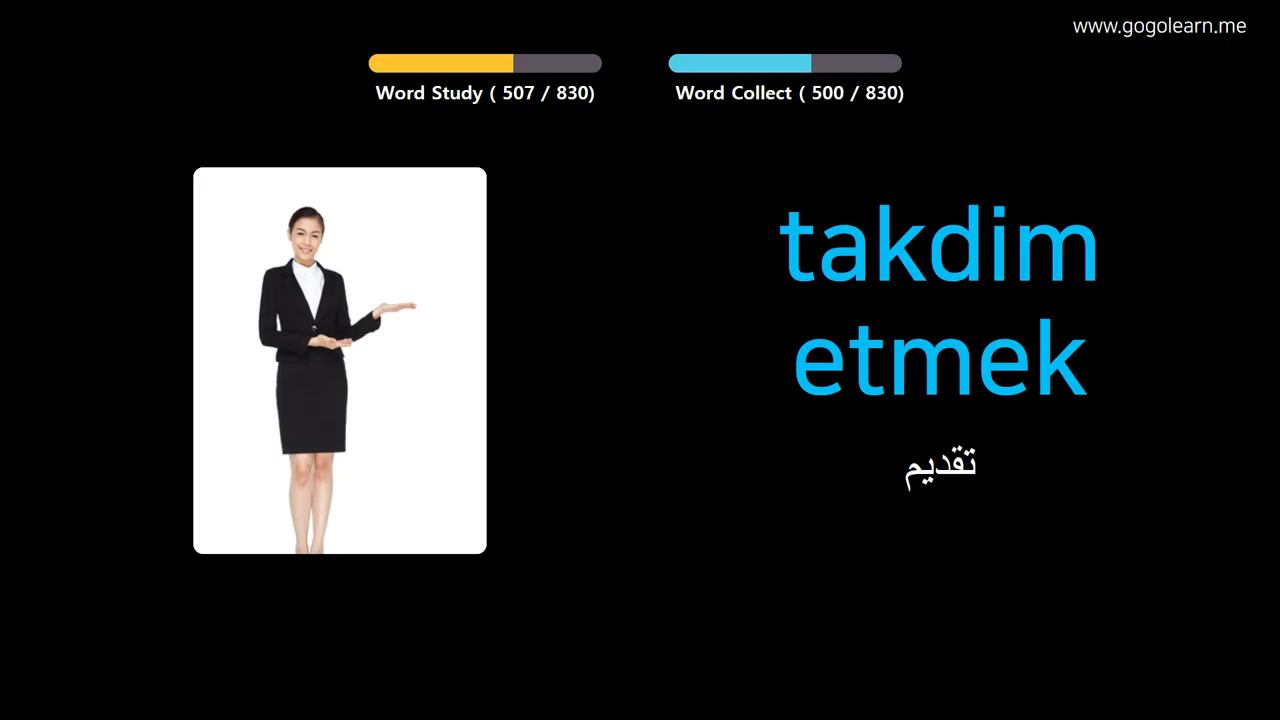 www.gogolearn.me
Word Study ( 507 / 830)
Word Collect ( 500 / 830)
takdim
etmek
تقديم